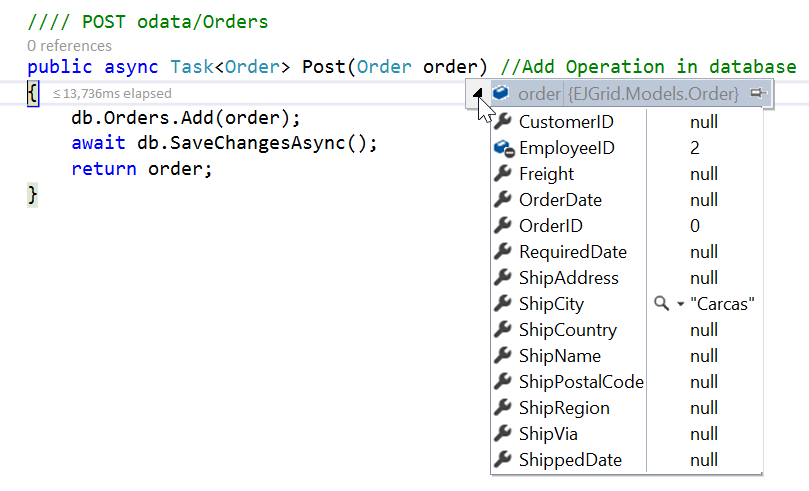 //// POST odata/Orders
0 references
public async Task<Order> Post(Order order) //Add Operation in database
{ ≤13,736ms elapsed order {EJGrid.Models.Order}
db.Orders.Add(order);
await db.SaveChangesAsync();
return order;
}
CustomerID null
EmployeeID 2
Freight null
OrderDate null
OrderID 0
RequiredDate null
ShipAddress null
ShipCity "Carcas"
ShipCountry null
ShipName null
ShipPostalCode null
ShipRegion null
ShipVia null
ShippedDate null